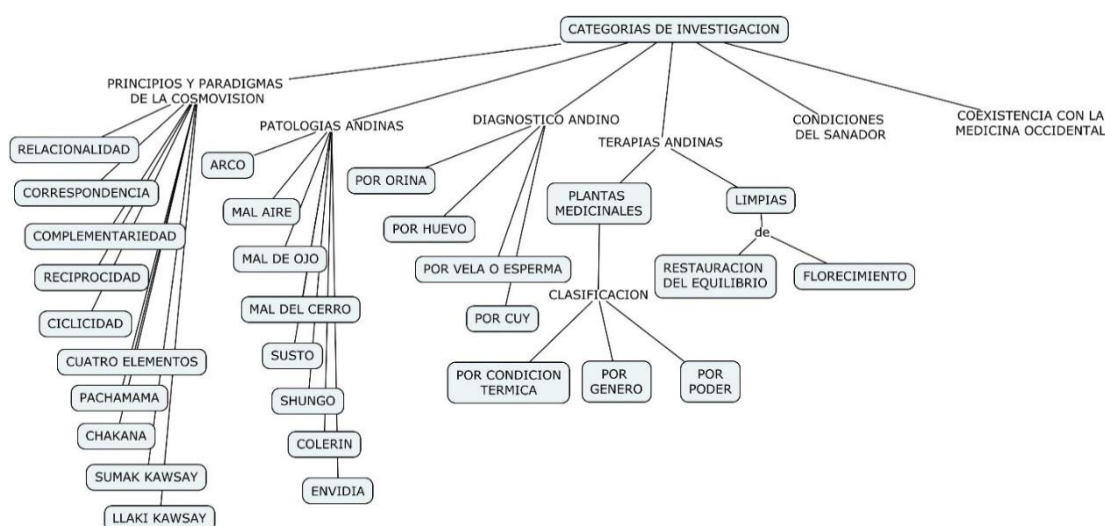 CATEGORIAS DE INVESTIGACION
PRINCIPIOS Y PARADIGMAS
DE LA COSMOVISION
RELACIONALIDAD
CORRESPONDENCIA
COMPLEMENTARIEDAD
RECIPROCIDAD
CICLICIDAD
CUATRO ELEMENTOS
PACHAMAMA
CHAKANA
SUMAK KAWSAY
LLAKI KAWSAY
PATOLOGIAS ANDINAS
ARCO
MAL AIRE
MAL DE OJO
MAL DEL CERRO
SUSTO
SHUNGO
COLERIN
ENVIDIA
DIAGNOSTICO ANDINO
POR ORINA
POR HUEVO
POR VELA O ESPERMA
POR CUY
TERAPIAS ANDINAS
PLANTAS
MEDICINALES
CLASIFICACION
POR CONDICION
TERMICA
POR
GENERO
POR
PODER
LIMPIAS
de
RESTAURACION
DEL EQUILIBRIO
FLORECIMIENTO
CONDICIONES
DEL SANADOR
COEXISTENCIA CON LA
MEDICINA OCCIDENTAL